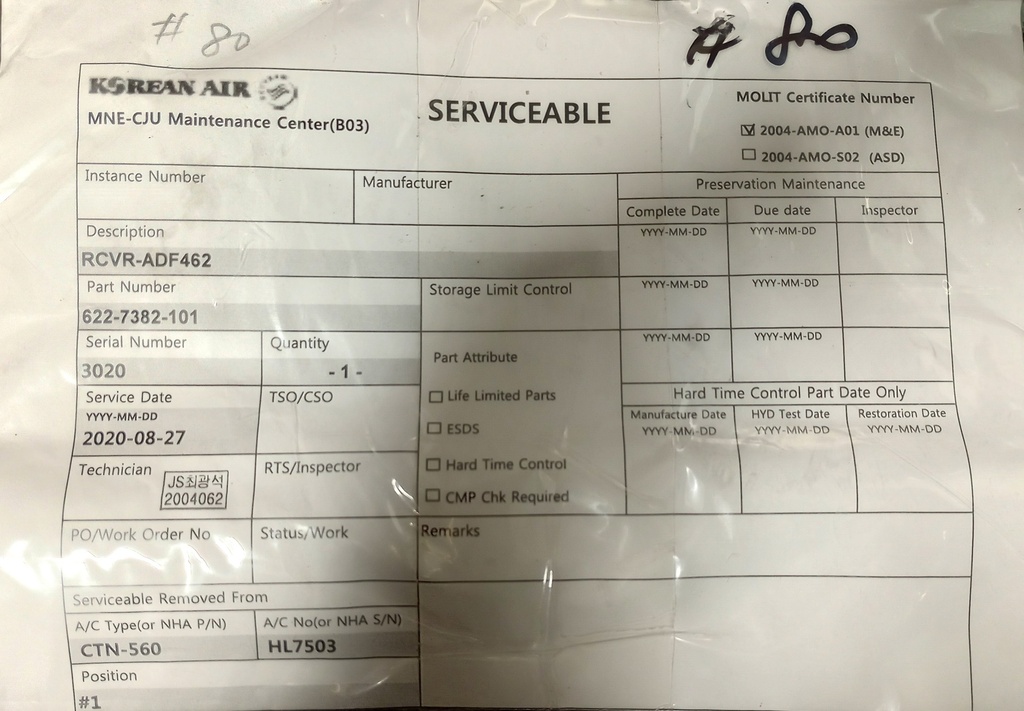 # 80
# 80
KOREAN AIR
MNE-CJU Maintenance Center(B03)
SERVICEABLE
MOLIT Certificate Number
☑ 2004-AMO-A01 (M&E)
☐ 2004-AMO-S02 (ASD)
Instance Number
Manufacturer
Preservation Maintenance
Complete Date
Due date
Inspector
Description
RCVR-ADF462
YYYY-MM-DD
YYYY-MM-DD
Part Number
622-7382-101
Storage Limit Control
YYYY-MM-DD
YYYY-MM-DD
Serial Number
3020
Quantity
- 1 -
Part Attribute
☐ Life Limited Parts
☐ ESDS
☐ Hard Time Control
☐ CMP Chk Required
YYYY-MM-DD
YYYY-MM-DD
Hard Time Control Part Date Only
Manufacture Date
YYYY-MM-DD
HYD Test Date
YYYY-MM-DD
Restoration Date
YYYY-MM-DD
Service Date
YYYY-MM-DD
2020-08-27
TSO/CSO
Technician
JS최광석
2004062
RTS/Inspector
PO/Work Order No
Status/Work
Remarks
Serviceable Removed From
A/C Type(or NHA P/N)
CTN-560
A/C No(or NHA S/N)
HL7503
Position
#1